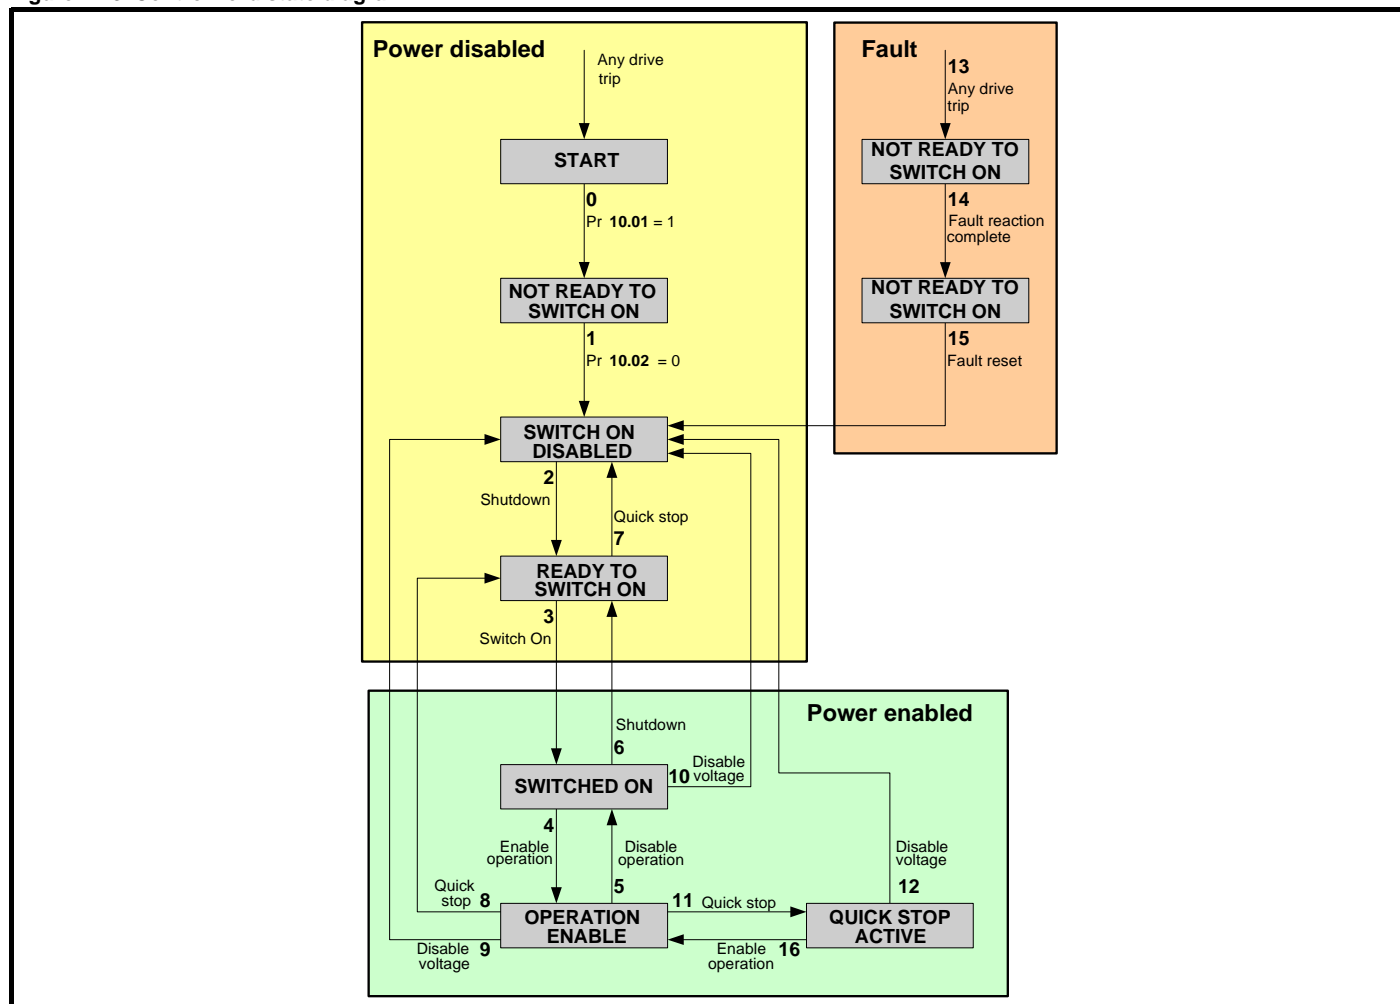 Power disabled
Any drive
trip
START
0
Pr 10.01 = 1
NOT READY TO
SWITCH ON
1
Pr 10.02 = 0
SWITCH ON
DISABLED
2
Shutdown
Quick stop
7
READY TO
SWITCH ON
3
Switch On
Fault
13
Any drive
trip
NOT READY TO
SWITCH ON
14
Fault reaction
complete
NOT READY TO
SWITCH ON
15
Fault reset
Power enabled
Shutdown
6
10 Disable
voltage
SWITCHED ON
4
Enable
operation
Disable
operation
5
Disable
voltage
12
Quick
stop 8
11 Quick stop
OPERATION
ENABLE
QUICK STOP
ACTIVE
Disable
voltage 9
Enable
operation 16